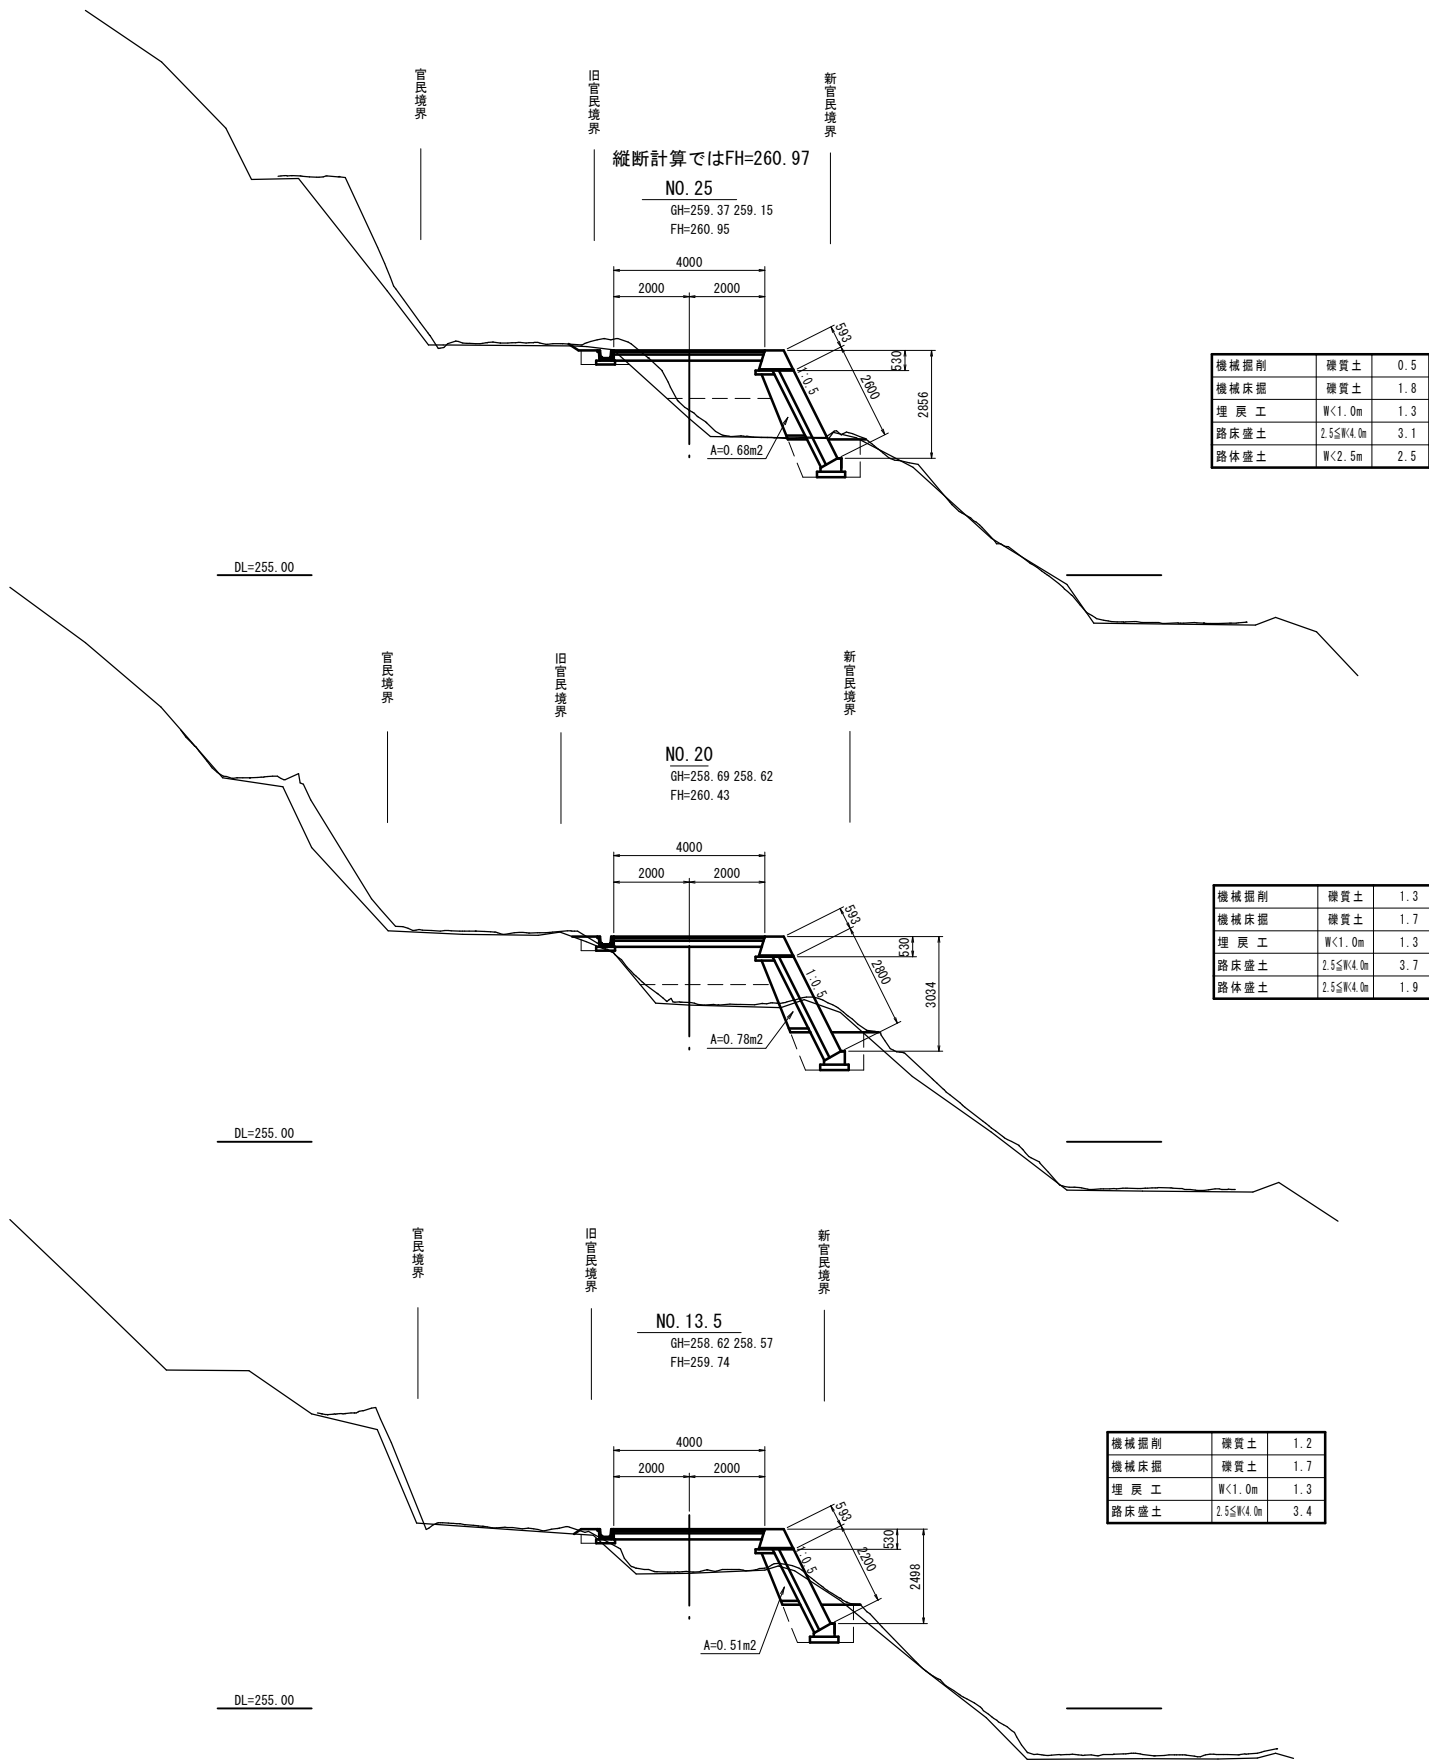 官民境界
旧官民境界
新官民境界
縦断計算ではFH=260.97
NO.25
GH=259.37 259.15
FH=260.95
4000
2000 2000
593
530
1:0.5
2600
2856
A=0.68m2
機械掘削 礫質土 0.5
機械床掘 礫質土 1.8
埋戻工 W<1.0m 1.3
路床盛土 2.5≦W<4.0m 3.1
路体盛土 W<2.5m 2.5
DL=255.00
官民境界
旧官民境界
新官民境界
NO.20
GH=258.69 258.62
FH=260.43
4000
2000 2000
593
530
1:0.5
2800
3034
A=0.78m2
機械掘削 礫質土 1.3
機械床掘 礫質土 1.7
埋戻工 W<1.0m 1.3
路床盛土 2.5≦W<4.0m 3.7
路体盛土 2.5≦W<4.0m 1.9
DL=255.00
官民境界
旧官民境界
新官民境界
NO.13.5
GH=258.62 258.57
FH=259.74
4000
2000 2000
593
530
1:0.5
2200
2498
A=0.51m2
機械掘削 礫質土 1.2
機械床掘 礫質土 1.7
埋戻工 W<1.0m 1.3
路床盛土 2.5≦W<4.0m 3.4
DL=255.00